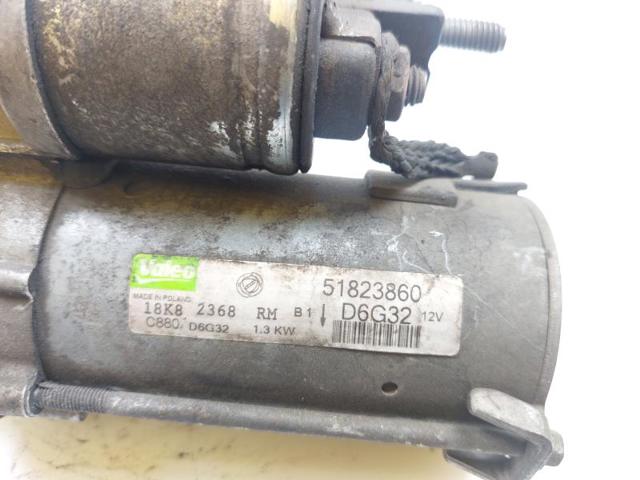 Valeo
MADE IN POLAND
51823860
18K8 2368 RM B1 D6G32 12V
C880/ D6G32 1.3 KW